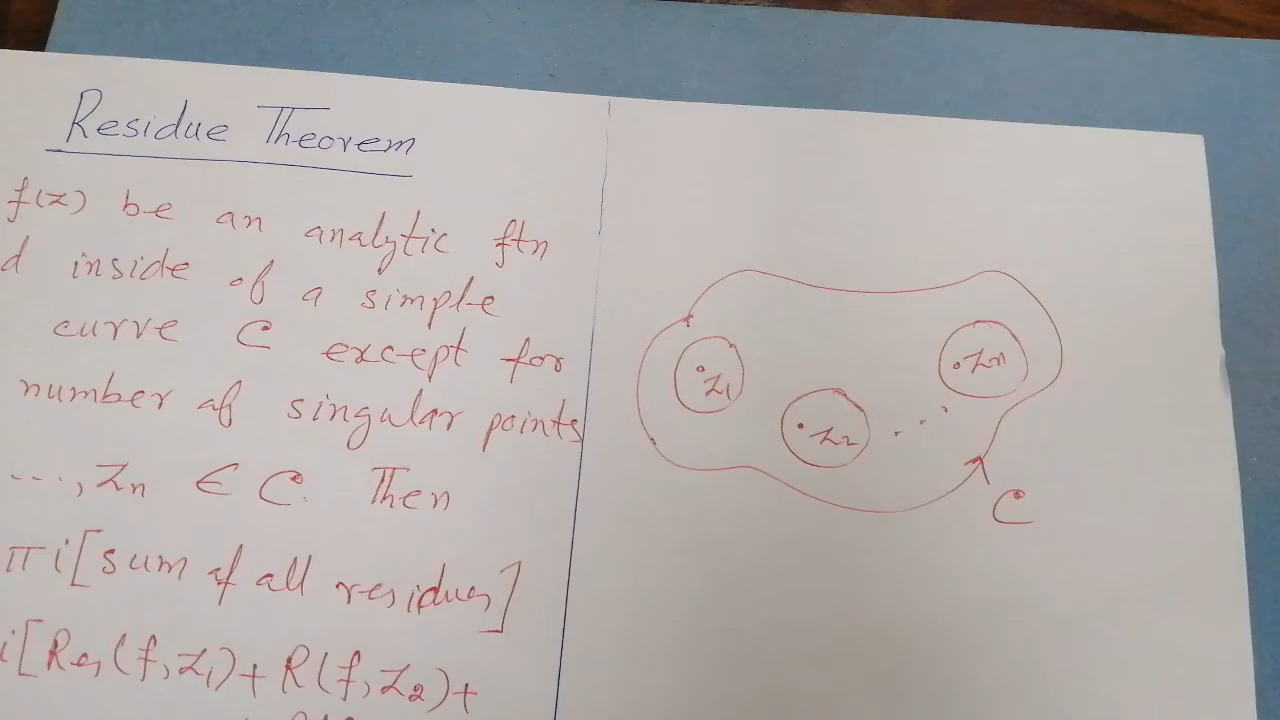 Residue Theorem
f(z) be an analytic ftn
d inside of a simple
curve C except for
number of singular points
...., Zn ∈ C. Then
πi[sum of all residues]
i[Res(f,z1)+ R(f,z2)+
.z1
.z2
...
.zn
C